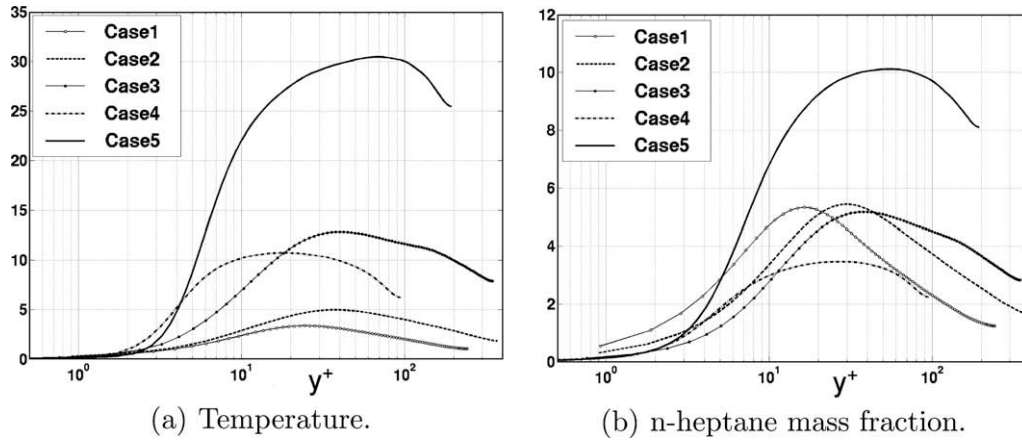 35
30
25
20
15
10
5
0
Case1
Case2
Case3
Case4
Case5
10⁰
10¹
10²
y⁺
(a) Temperature.
12
10
8
6
4
2
0
Case1
Case2
Case3
Case4
Case5
10⁰
10¹
10²
y⁺
(b) n-heptane mass fraction.